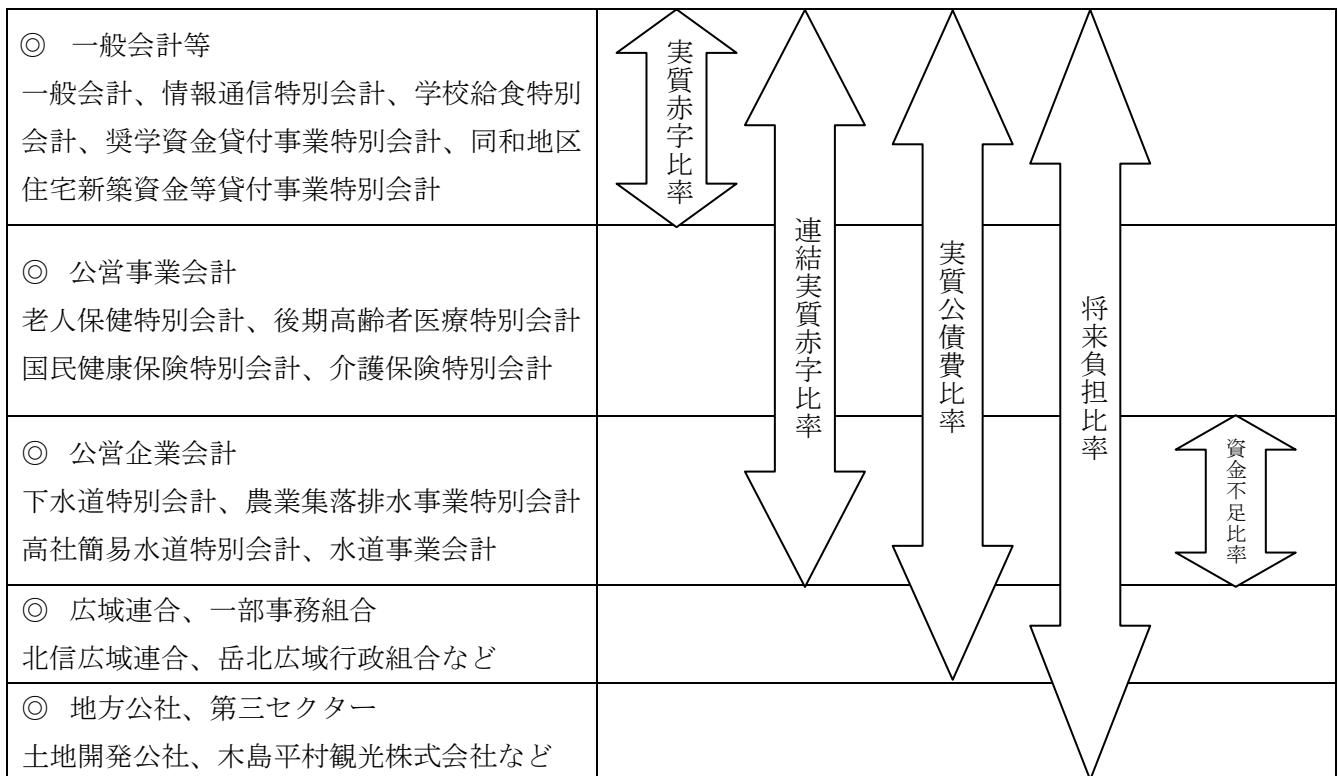 ◎ 一般会計等
一般会計、情報通信特別会計、学校給食特別
会計、奨学資金貸付事業特別会計、同和地区
住宅新築資金等貸付事業特別会計
◎ 公営事業会計
老人保健特別会計、後期高齢者医療特別会計
国民健康保険特別会計、介護保険特別会計
◎ 公営企業会計
下水道特別会計、農業集落排水事業特別会計
高社簡易水道特別会計、水道事業会計
◎ 広域連合、一部事務組合
北信広域連合、岳北広域行政組合など
◎ 地方公社、第三セクター
土地開発公社、木島平村観光株式会社など
実質赤字比率
連結実質赤字比率
実質公債費比率
将来負担比率
資金不足比率